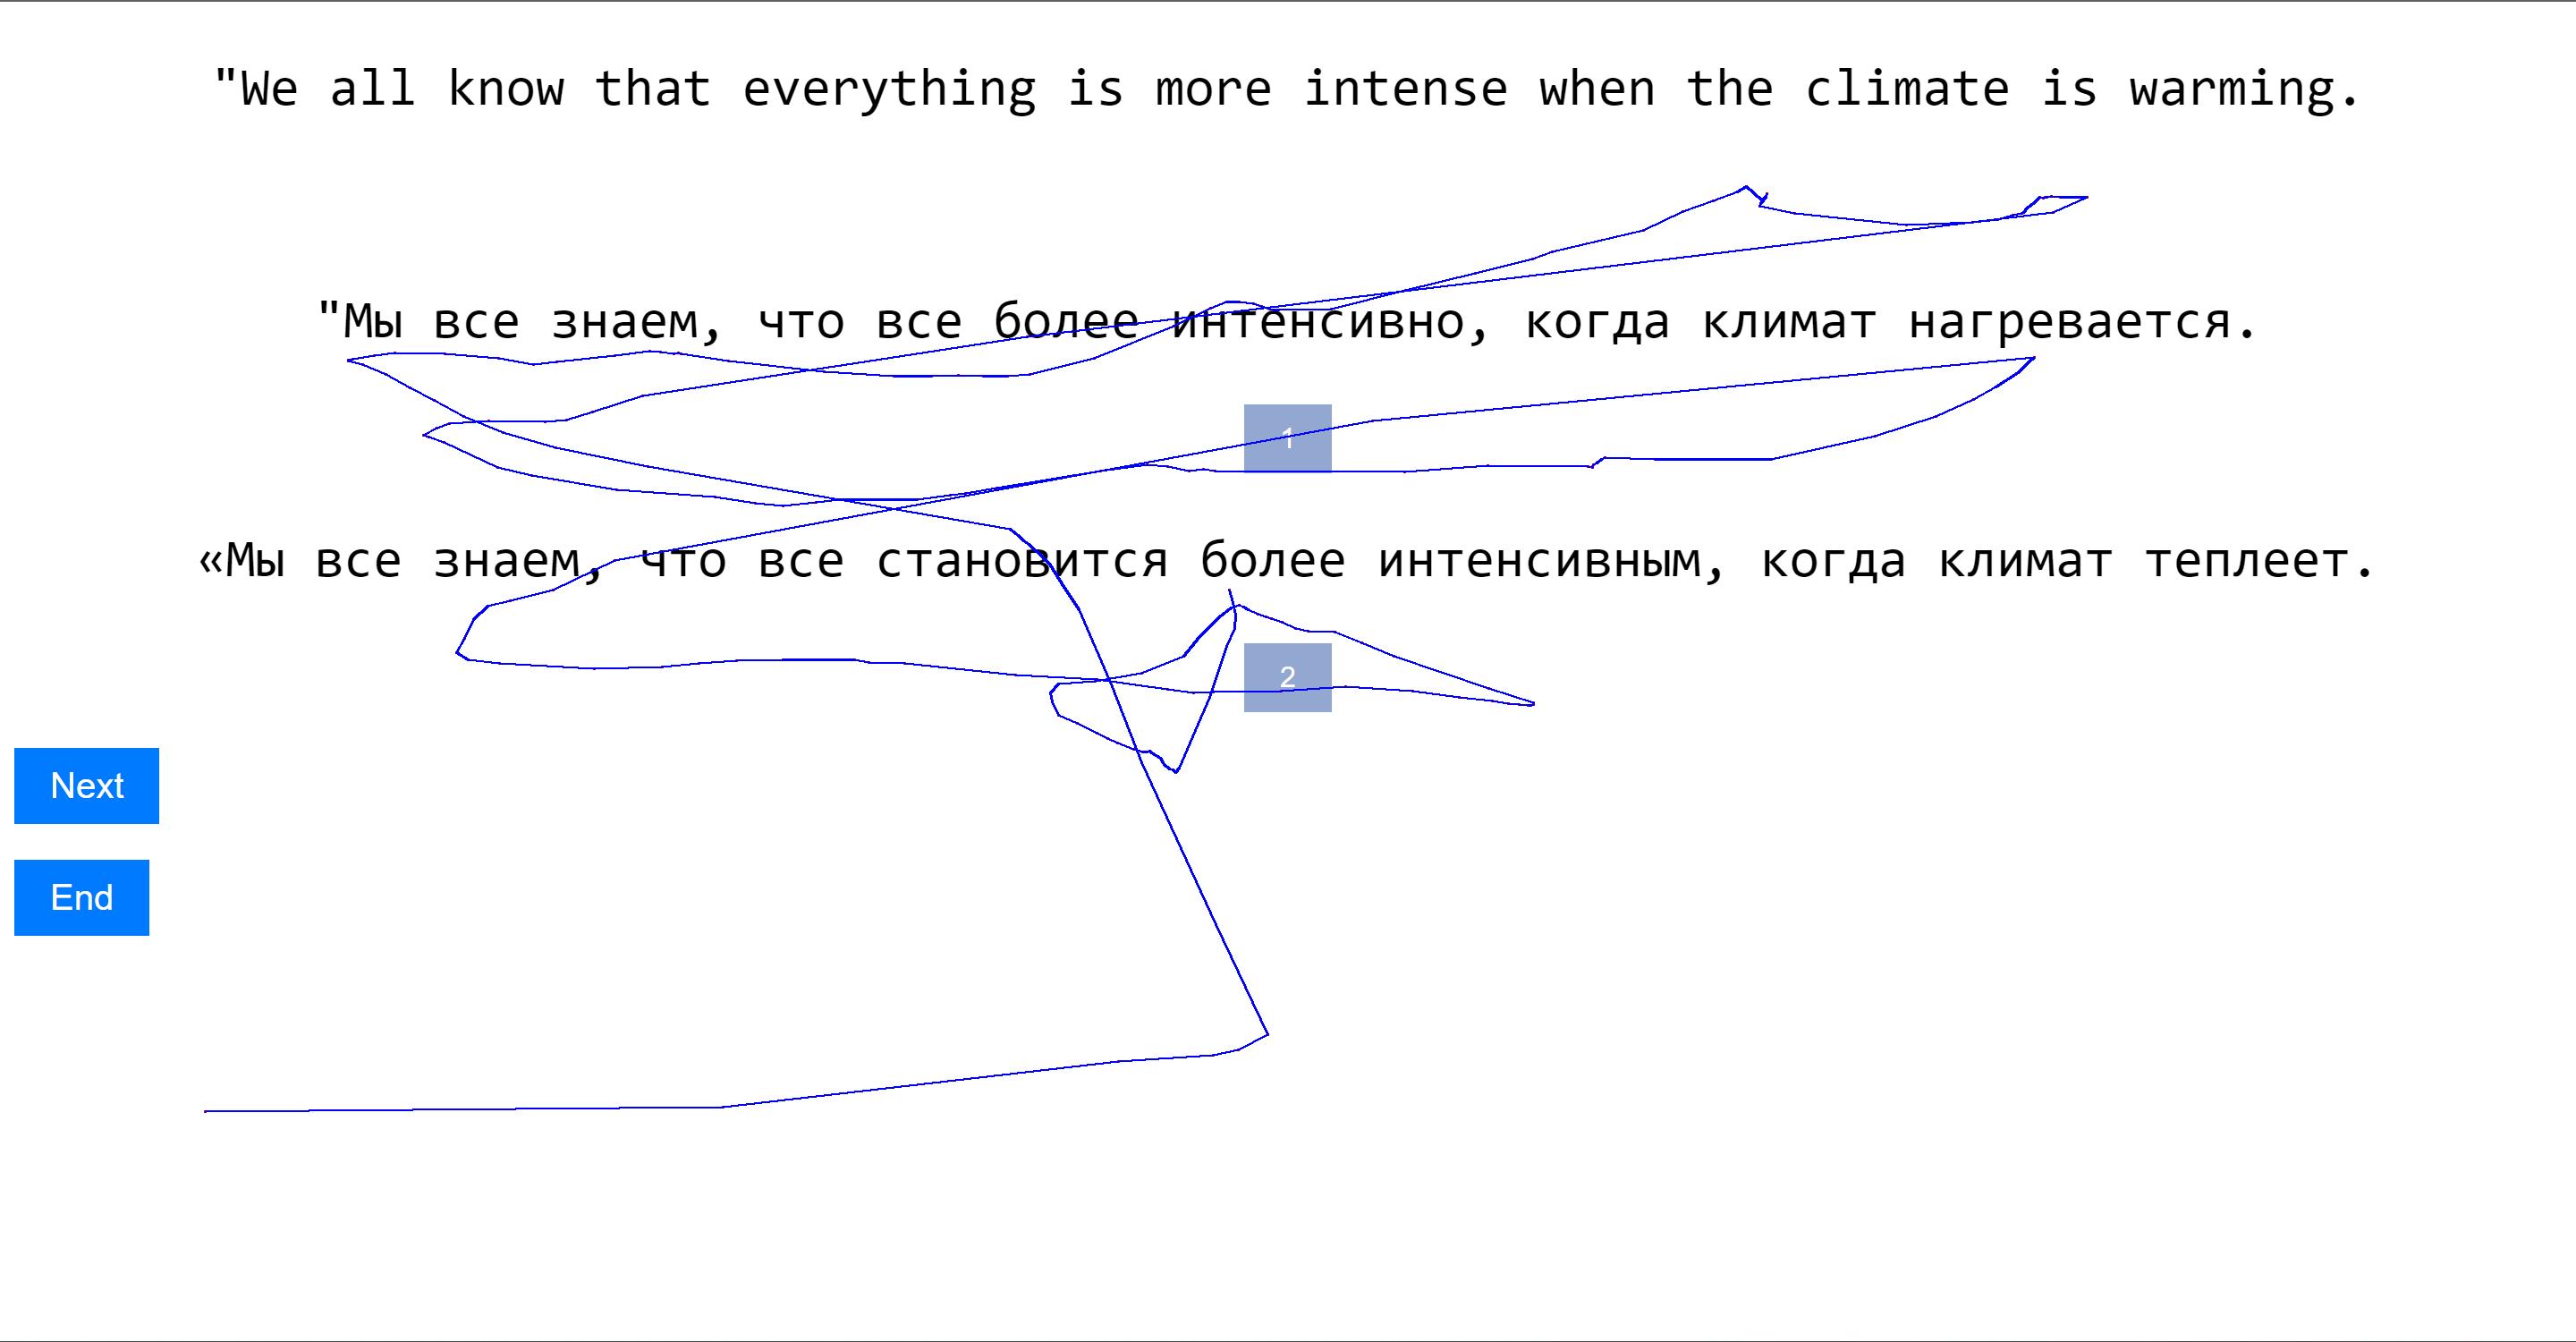 "We all know that everything is more intense when the climate is warming.
"Мы все знаем, что все более интенсивно, когда климат нагревается.
1
«Мы все знаем, что все становится более интенсивным, когда климат теплеет.
2
Next
End